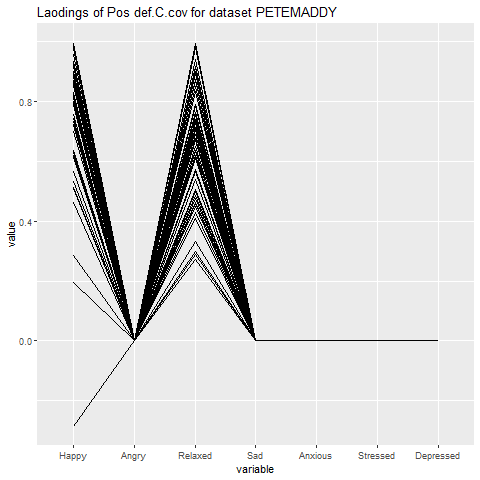 Laodings of Pos def.C.cov for dataset PETEMADDY
value
0.8
0.4
0.0
Happy Angry Relaxed Sad Anxious Stressed Depressed
variable